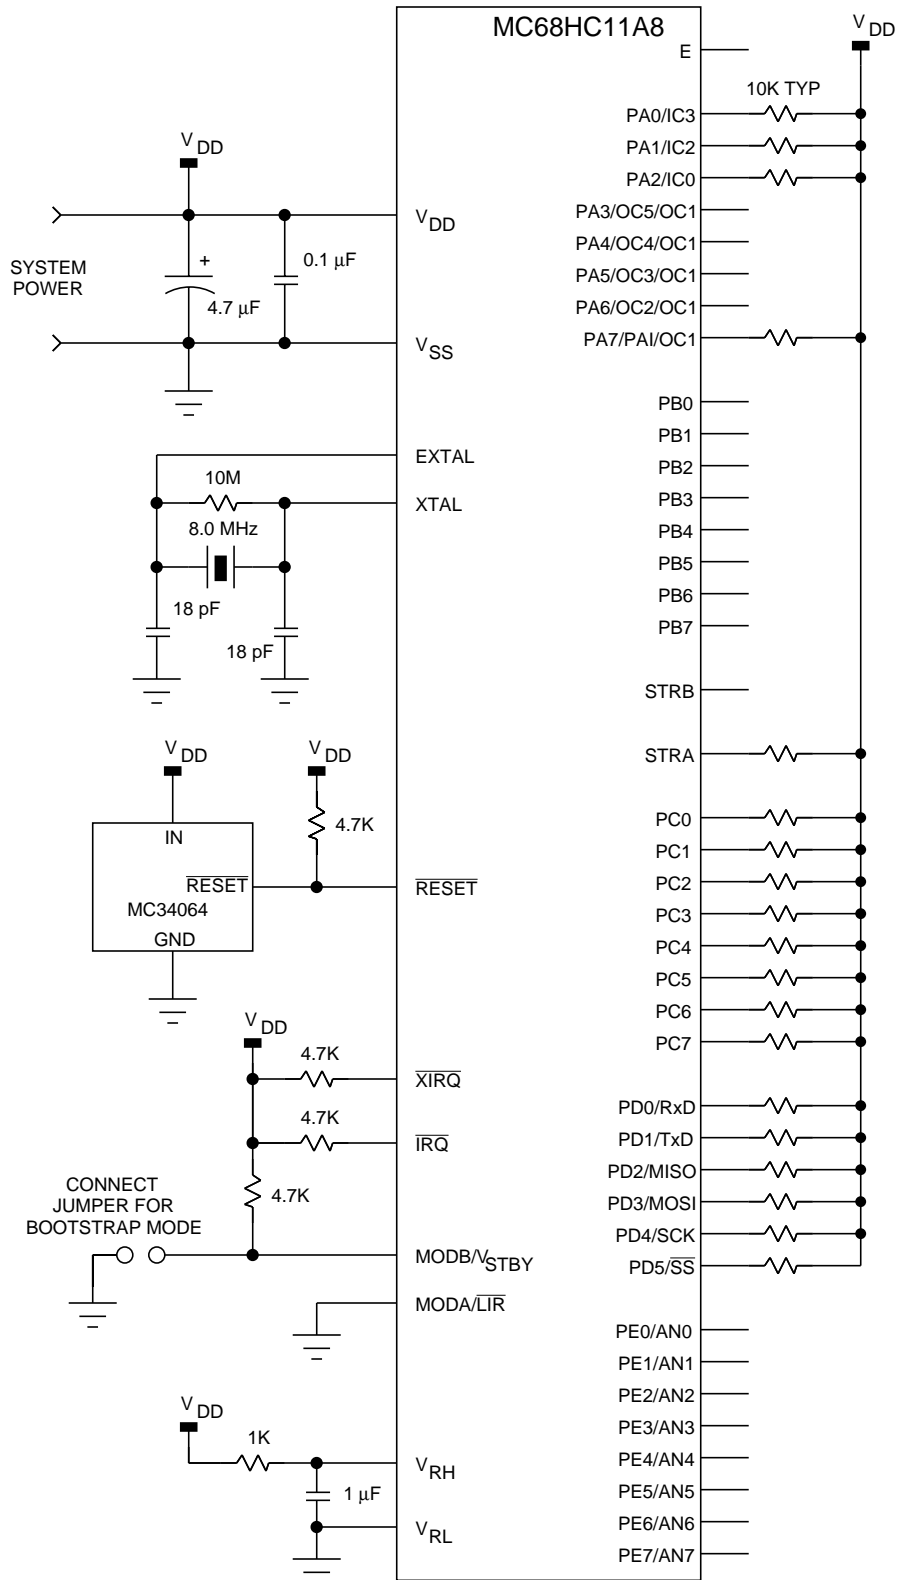 MC68HC11A8
V DD
E
10K TYP
PA0/IC3
PA1/IC2
PA2/IC0
PA3/OC5/OC1
PA4/OC4/OC1
PA5/OC3/OC1
PA6/OC2/OC1
PA7/PAI/OC1
PB0
PB1
PB2
PB3
PB4
PB5
PB6
PB7
STRB
STRA
PC0
PC1
PC2
PC3
PC4
PC5
PC6
PC7
PD0/RxD
PD1/TxD
PD2/MISO
PD3/MOSI
PD4/SCK
PD5/SS
PE0/AN0
PE1/AN1
PE2/AN2
PE3/AN3
PE4/AN4
PE5/AN5
PE6/AN6
PE7/AN7
V DD
VDD
SYSTEM
POWER
+
4.7 µF
0.1 µF
VSS
EXTAL
10M
XTAL
8.0 MHz
18 pF
18 pF
V DD
V DD
4.7K
IN
RESET
MC34064
GND
RESET
V DD
4.7K
XIRQ
4.7K
IRQ
4.7K
CONNECT
JUMPER FOR
BOOTSTRAP MODE
MODB/VSTBY
MODA/LIR
V DD
1K
VRH
1 µF
VRL